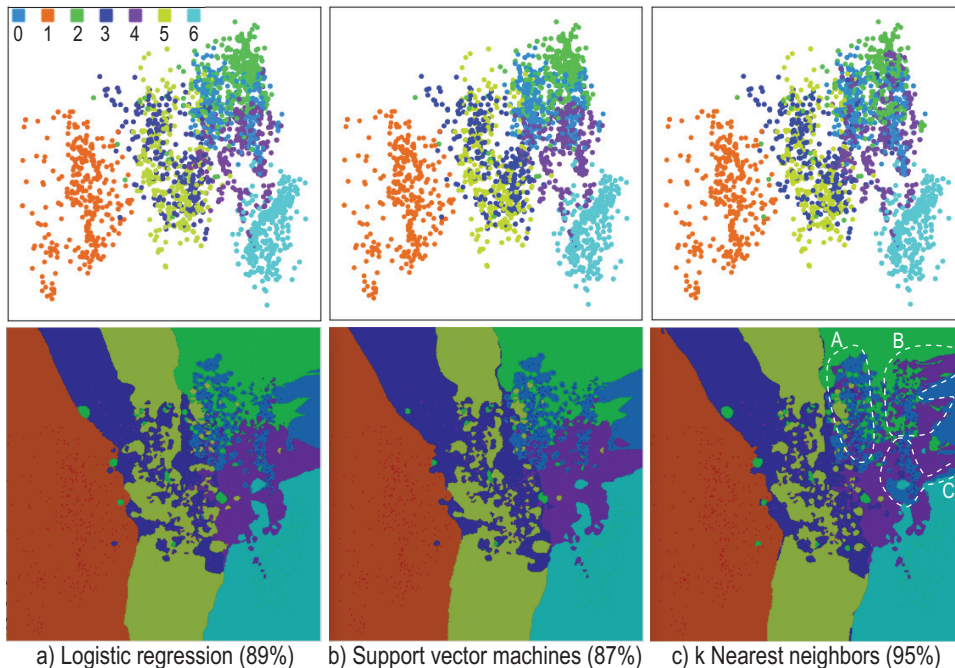 0 1 2 3 4 5 6
A B
C
a) Logistic regression (89%) b) Support vector machines (87%) c) k Nearest neighbors (95%)